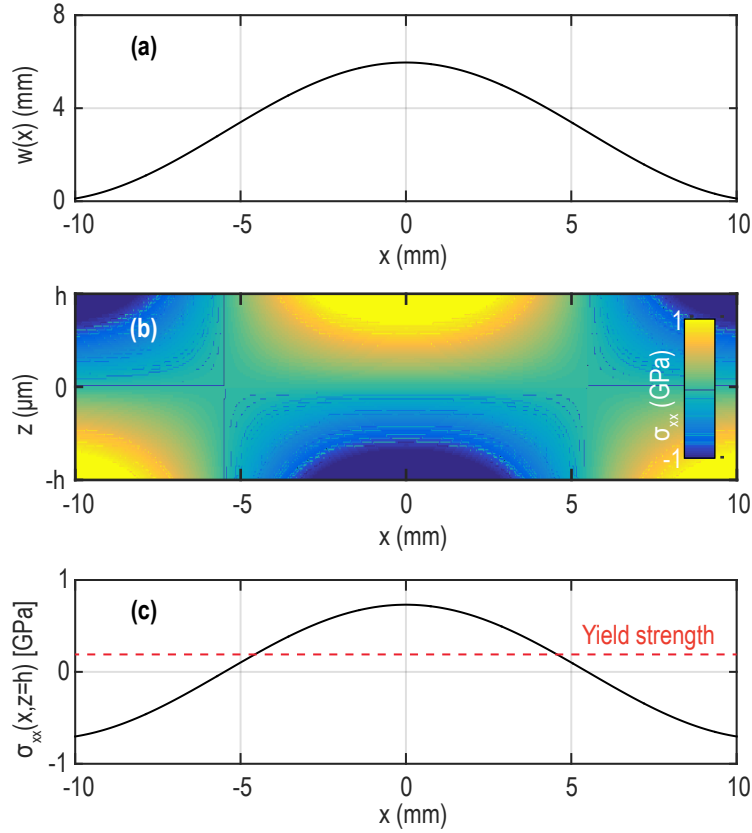 8
(a)
w(x) (mm)
4
0
-10 -5 0 5 10
x (mm)
h
(b)
1
z (μm)
0
σxx (GPa)
-1
-h
-10 -5 0 5 10
x (mm)
1
(c)
σxx(x,z=h) [GPa]
Yield strength
0
-1
-10 -5 0 5 10
x (mm)